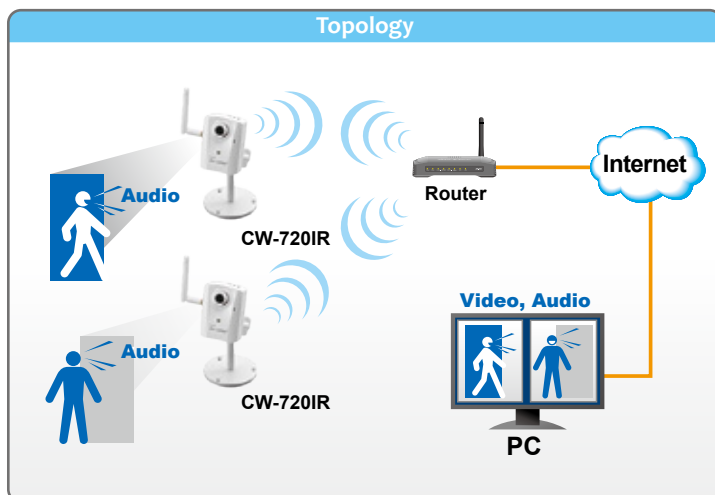 Topology
Audio
CW-720IR
Router
Internet
Audio
CW-720IR
Video, Audio
PC